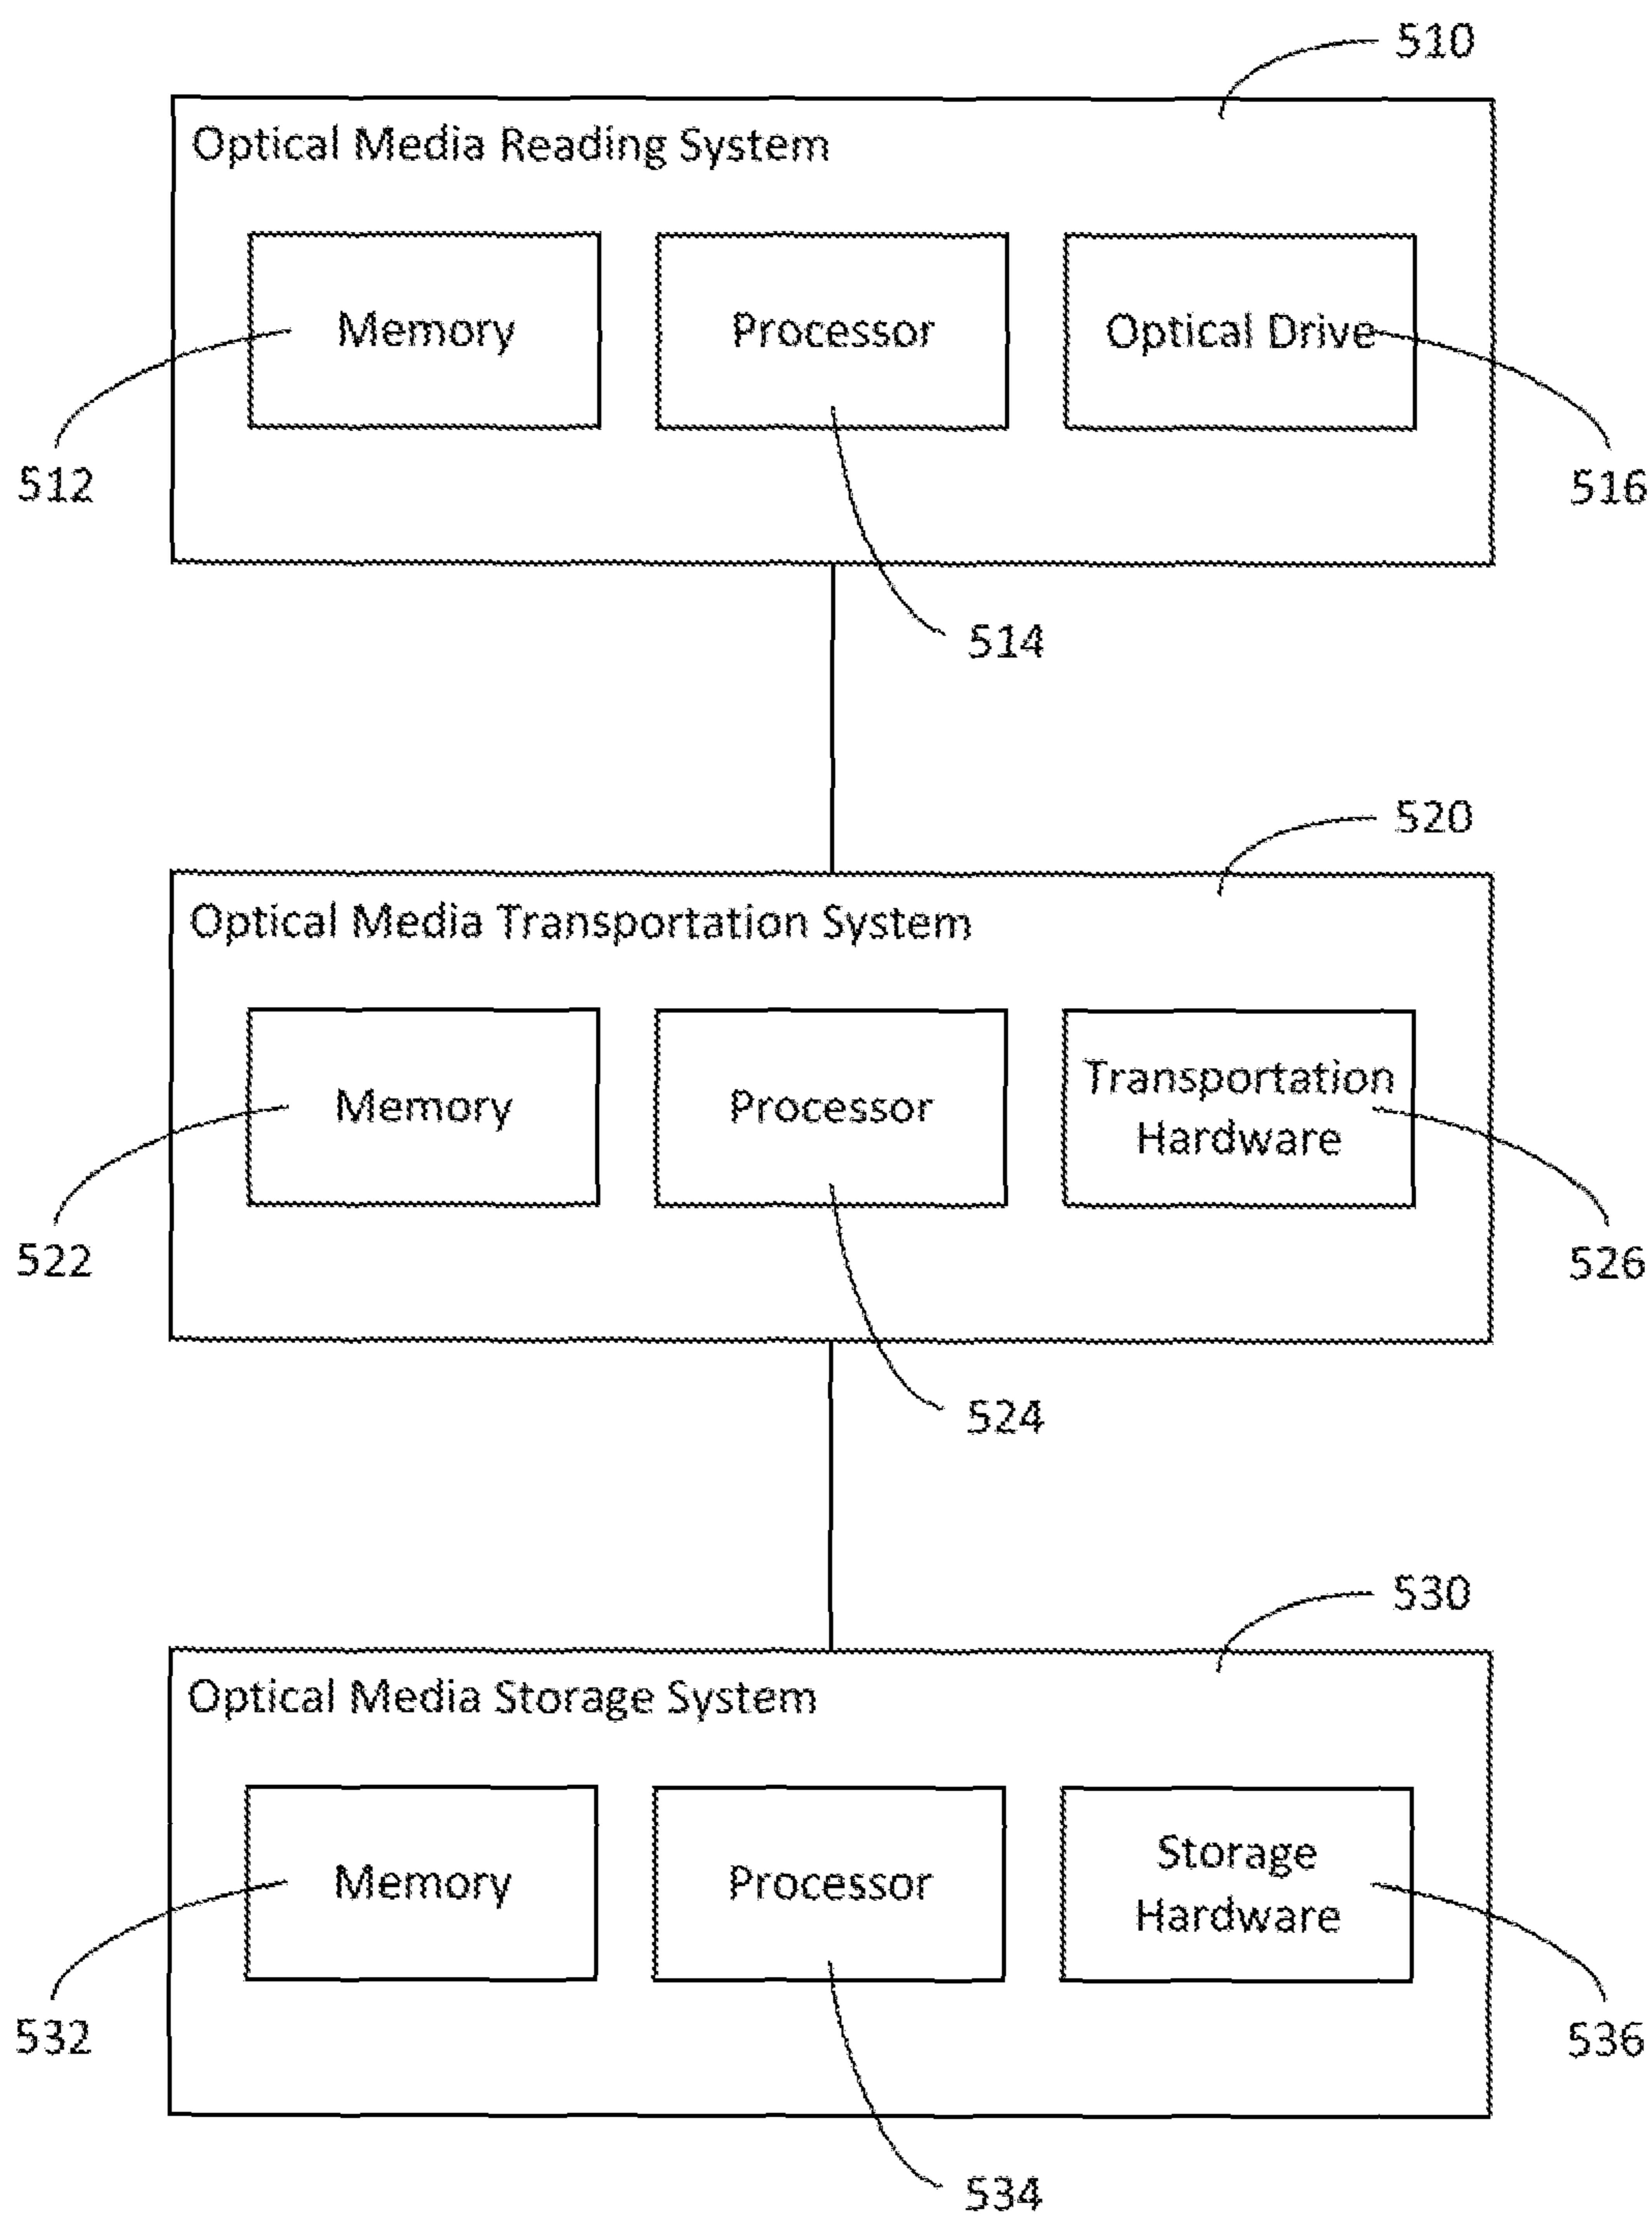 510
Optical Media Reading System
Memory
Processor
Optical Drive
512
516
514
520
Optical Media Transportation System
Memory
Processor
Transportation
Hardware
522
526
524
530
Optical Media Storage System
Memory
Processor
Storage
Hardware
532
536
534